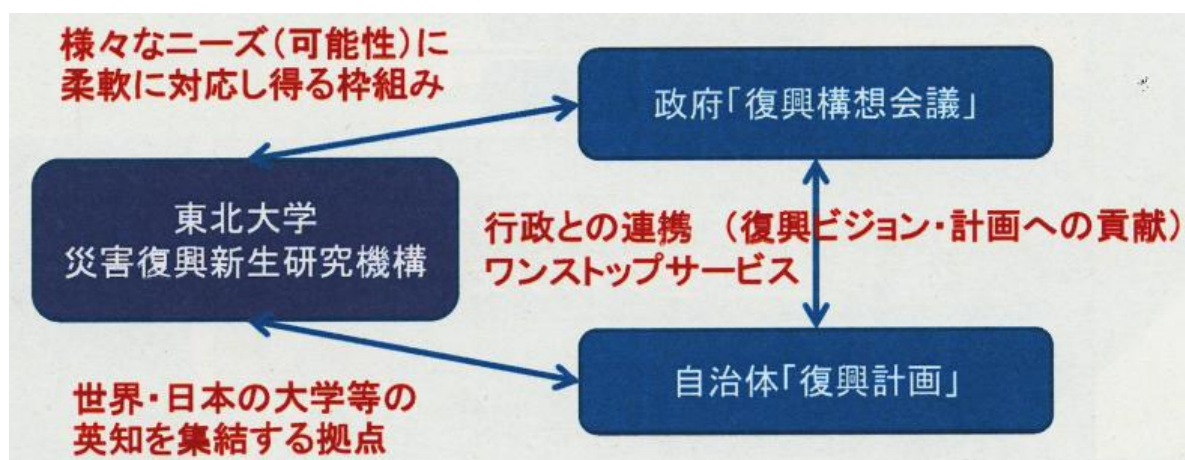 様々なニーズ(可能性)に
柔軟に対応し得る枠組み
政府「復興構想会議」
東北大学
災害復興新生研究機構
行政との連携 (復興ビジョン・計画への貢献)
ワンストップサービス
自治体「復興計画」
世界・日本の大学等の
英知を集結する拠点